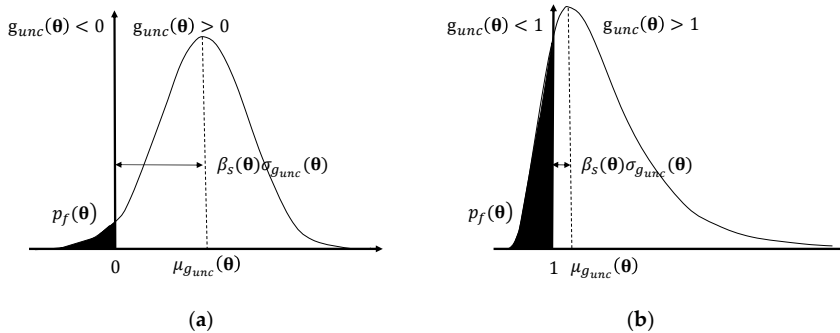 g_unc(θ) < 0 g_unc(θ) > 0
β_s(θ)σ_g_unc(θ)
p_f(θ)
0 μ_g_unc(θ)
(a)
g_unc(θ) < 1 g_unc(θ) > 1
β_s(θ)σ_g_unc(θ)
p_f(θ)
1 μ_g_unc(θ)
(b)